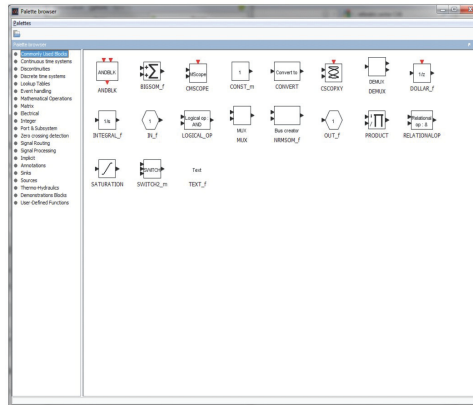 Palette browser
Palettes
Palette browser
Commonly Used Blocks
Continuous time systems
Discontinuities
Discrete time systems
Lookup Tables
Event handling
Mathematical Operations
Matrix
Electrical
Integer
Port & Subsystem
Zero crossing detection
Signal Routing
Signal Processing
Implicit
Annotations
Sinks
Sources
Thermo-Hydraulics
Demonstrations Blocks
User-Defined Functions
ANDBLK
ANDBLK
Σ
BIGSOM_f
MScope
CMSCOPE
1
CONST_m
Convert to
CONVERT
CSCOPXY
DEMUX
DEMUX
1/z
DOLLAR_f
1/s
INTEGRAL_f
1
IN_f
Logical op :
AND
LOGICAL_OP
MUX
MUX
Bus creator
NRMSOM_f
1
OUT_f
Π
PRODUCT
Relational
RELATIONALOP
SATURATION
SWITCH
SWITCH2_m
Text
TEXT_f